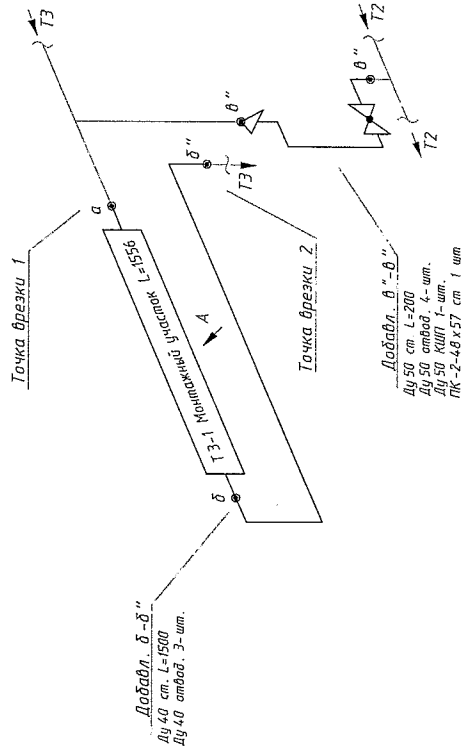 Точка врезки 1
а
Т3
Т3-1 Монтажный участок L=1556
А
б
б"
Т3
в"
в"
Т2
Т2
Точка врезки 2
Добавл. б-б"
Ду 40 ст. L=1500
Ду 40 отвод. 3-шт.
Добавл. в"-в"
Ду 50 ст. L=200
Ду 50 отвод. 4-шт.
Ду 50 КШП 1-шт.
ПК-2-48х57 ст 1 шт